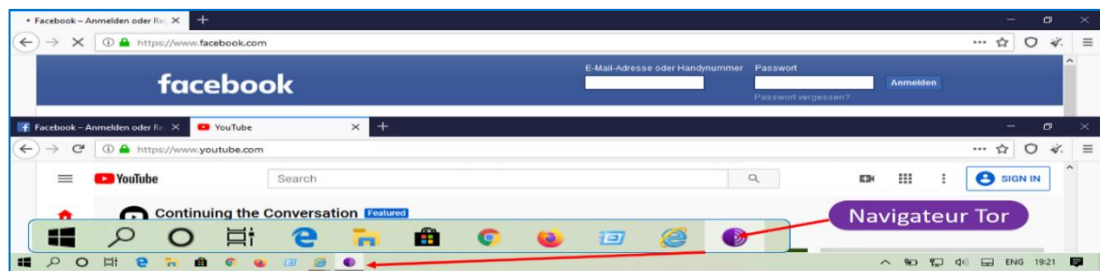 Facebook – Anmelden oder Re
https://www.facebook.com
E-Mail-Adresse oder Handynummer Passwort
facebook
Anmelden
Passwort vergessen?
Facebook – Anmelden oder Re YouTube
https://www.youtube.com
YouTube Search SIGN IN
Continuing the Conversation Featured
Navigateur Tor
ENG 19:21